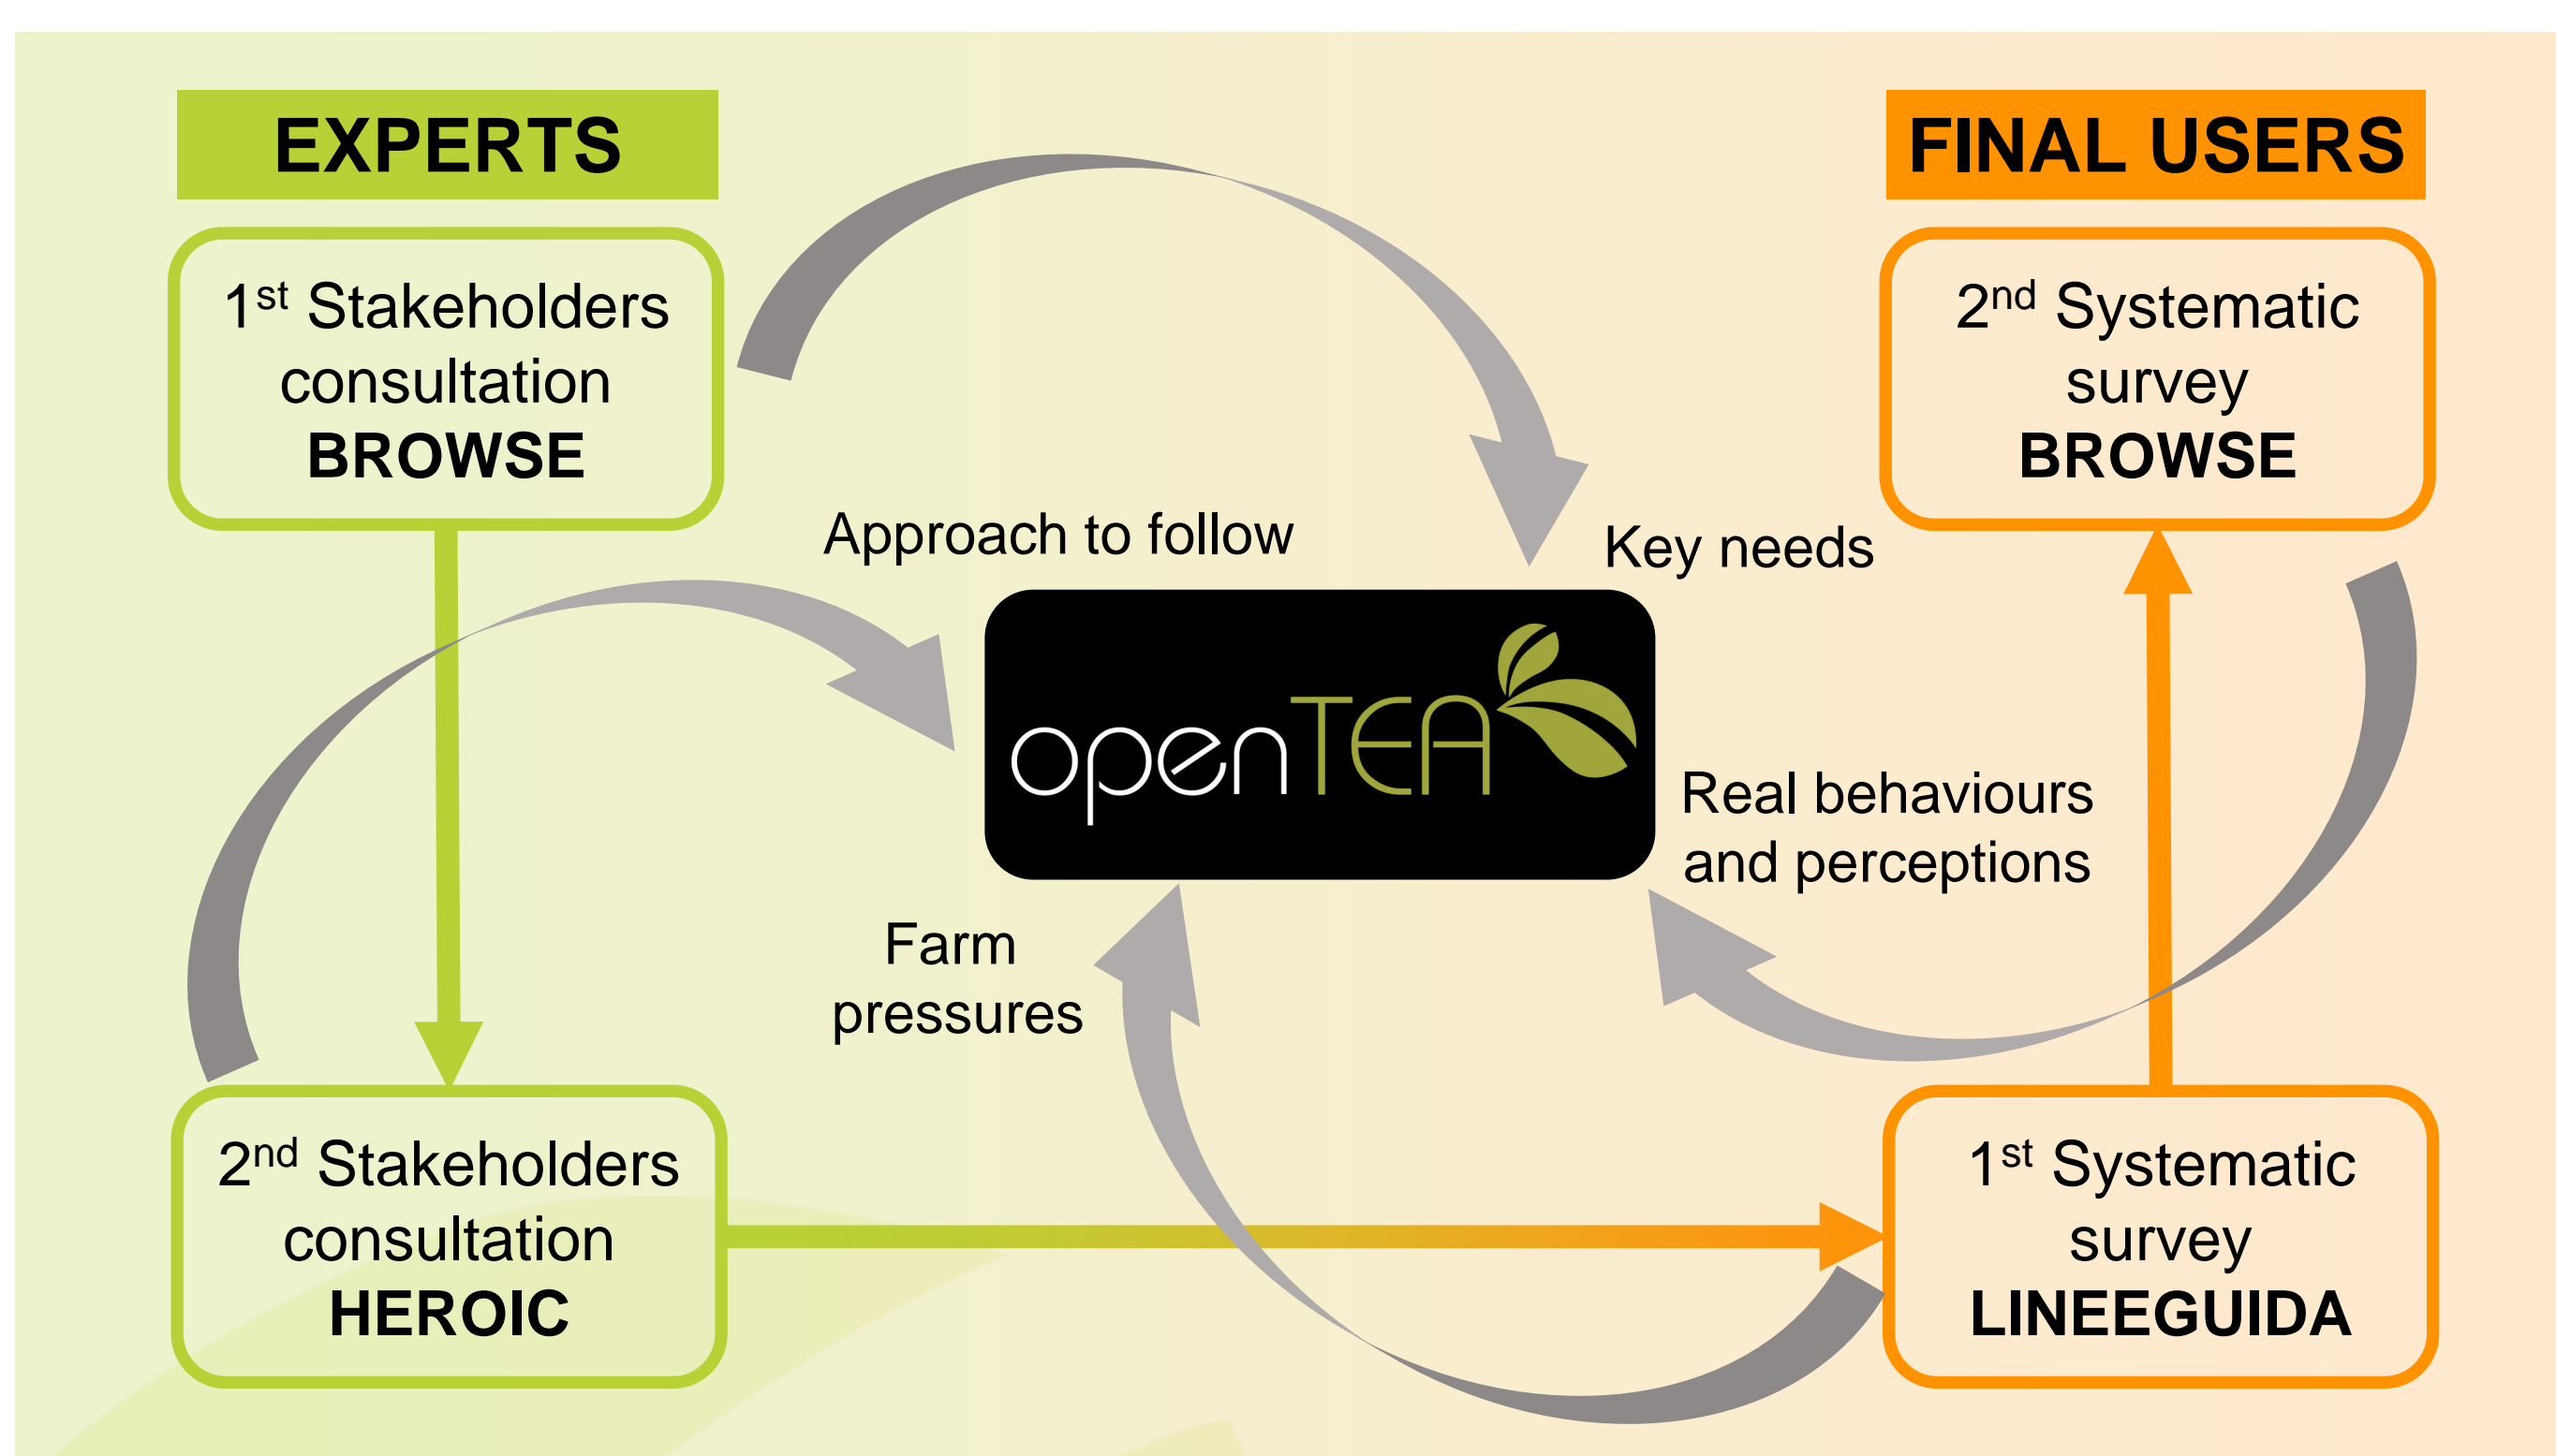 EXPERTS
1st Stakeholders
consultation
BROWSE
FINAL USERS
2nd Systematic
survey
BROWSE
Approach to follow
Key needs
openTEA
Real behaviours
and perceptions
Farm
pressures
2nd Stakeholders
consultation
HEROIC
1st Systematic
survey
LINEEGUIDA